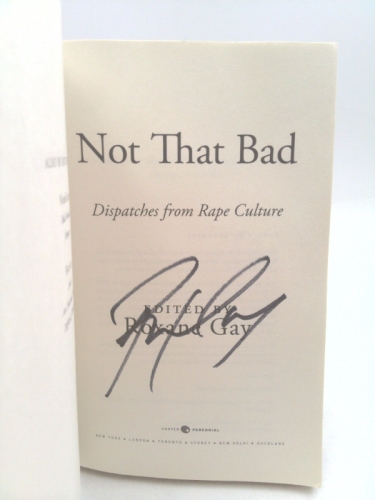 Not That Bad
Dispatches from Rape Culture
EDITED BY
Roxane Gay
HARPER PERENNIAL
NEW YORK • LONDON • TORONTO • SYDNEY • NEW DELHI • AUCKLAND